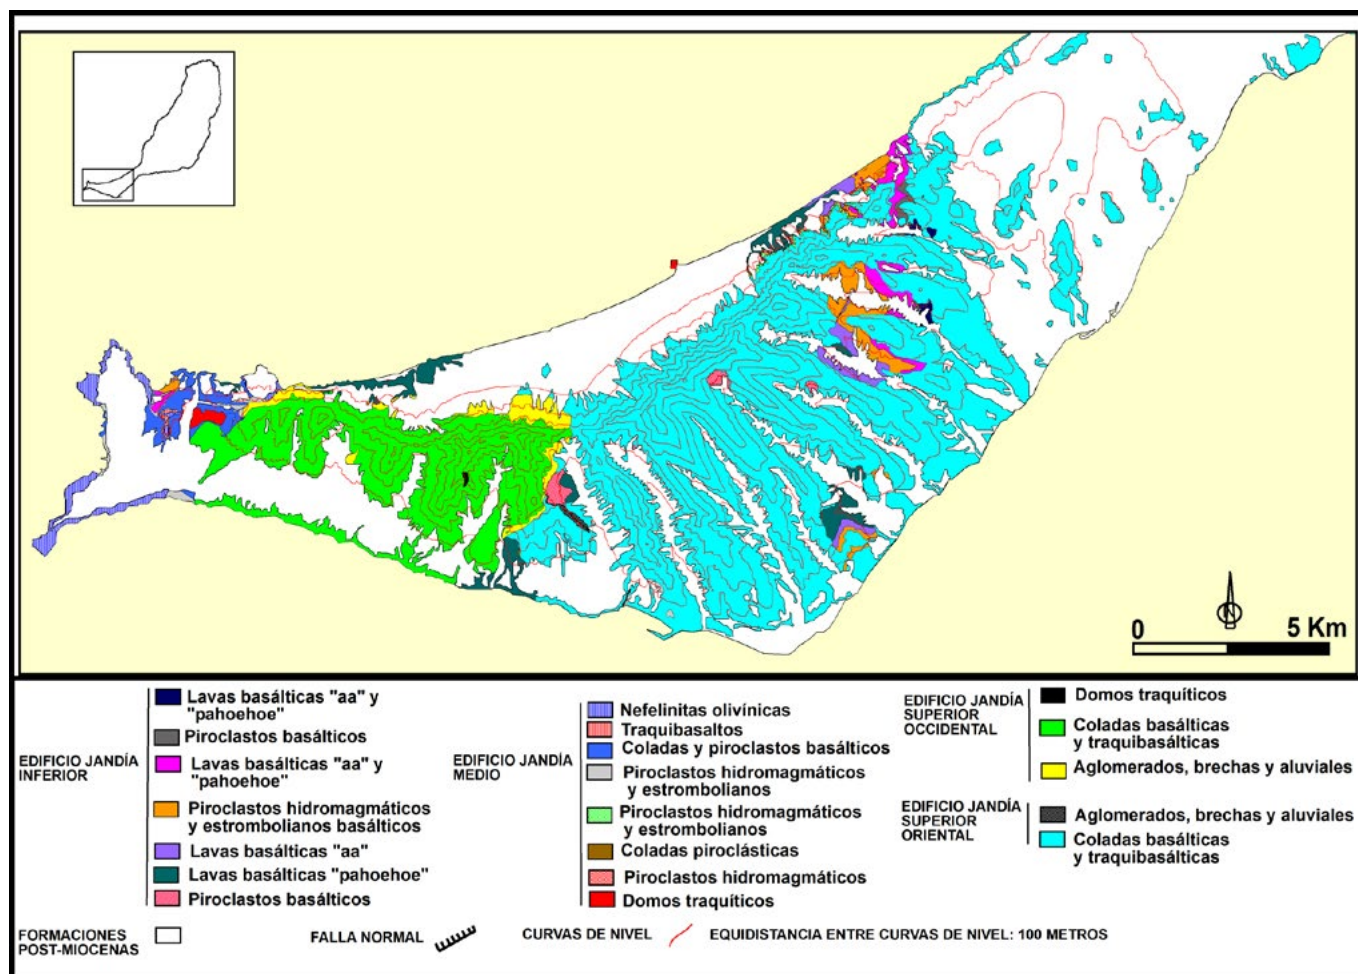 N
0 5 Km
EDIFICIO JANDÍA
INFERIOR
Lavas basálticas "aa" y
"pahoehoe"
Piroclastos basálticos
Lavas basálticas "aa" y
"pahoehoe"
Piroclastos hidromagmáticos
y estrombolianos basálticos
Lavas basálticas "aa"
Lavas basálticas "pahoehoe"
Piroclastos basálticos
EDIFICIO JANDÍA
MEDIO
Nefelinitas olivínicas
Traquibasaltos
Coladas y piroclastos basálticos
Piroclastos hidromagmáticos
y estrombolianos
Piroclastos hidromagmáticos
y estrombolianos
Coladas piroclásticas
Piroclastos hidromagmáticos
Domos traquíticos
EDIFICIO JANDÍA
SUPERIOR
OCCIDENTAL
Domos traquíticos
Coladas basálticas
y traquibasálticas
Aglomerados, brechas y aluviales
EDIFICIO JANDÍA
SUPERIOR
ORIENTAL
Aglomerados, brechas y aluviales
Coladas basálticas
y traquibasálticas
FORMACIONES
POST-MIOCENAS
FALLA NORMAL
CURVAS DE NIVEL
EQUIDISTANCIA ENTRE CURVAS DE NIVEL: 100 METROS